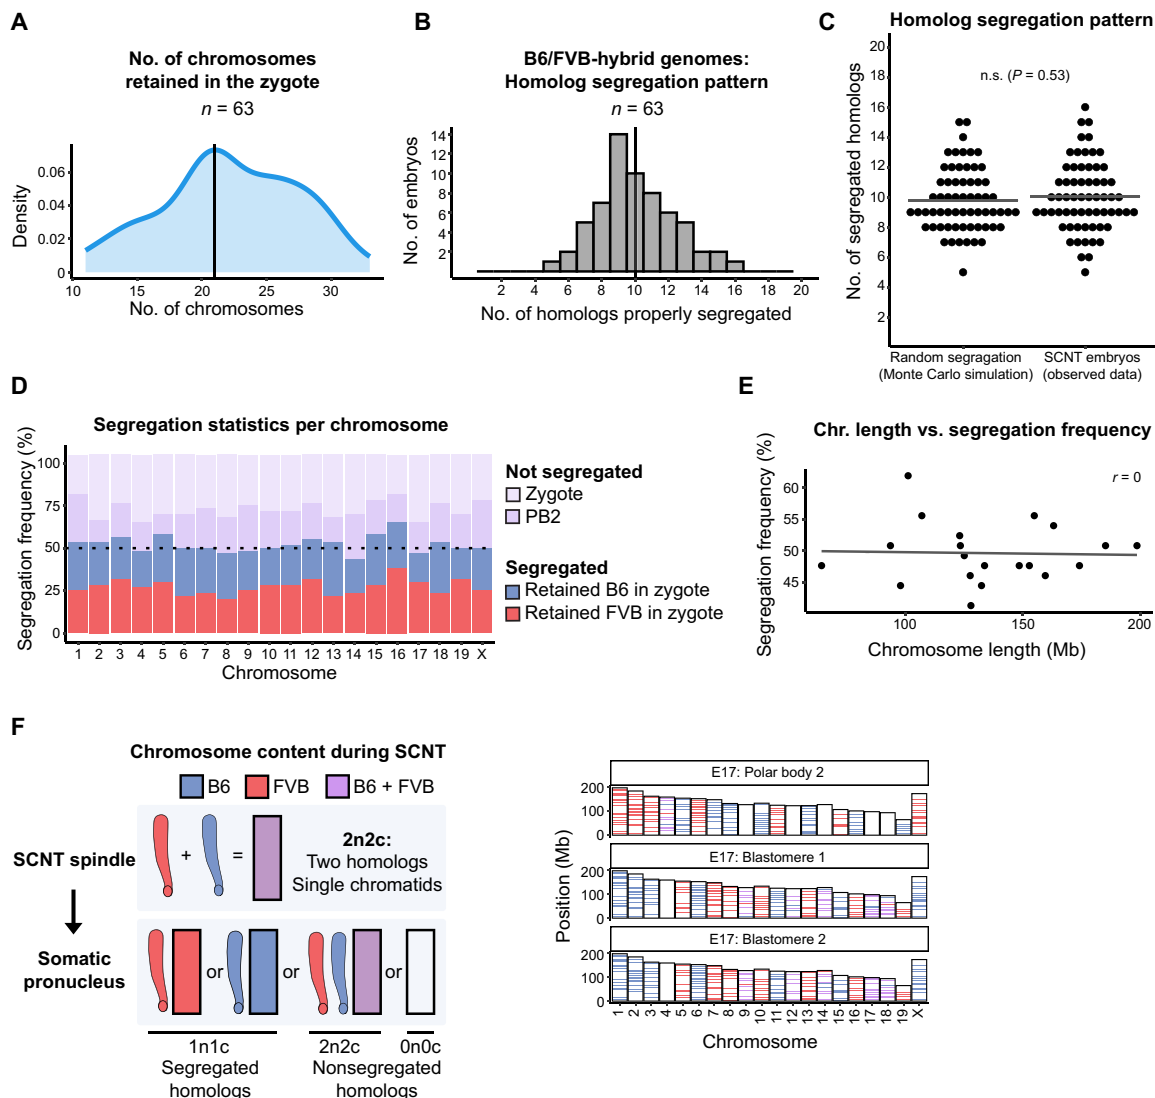 A
No. of chromosomes
retained in the zygote
n = 63
Density
0.06
0.04
0.02
0
10
20
25
30
No. of chromosomes
B
B6/FVB-hybrid genomes:
Homolog segregation pattern
n = 63
No. of embryos
14
12
10
8
6
4
2
2 4 6 8 10 12 14 16 18 20
No. of homologs properly segregated
C
Homolog segregation pattern
n.s. (P = 0.53)
No. of segregated homologs
20
18
16
14
12
10
8
6
4
2
Random segragation
(Monte Carlo simulation)
SCNT embryos
(observed data)
D
Segregation statistics per chromosome
Segregation frequency (%)
100
75
50
25
0
1 2 3 4 5 6 7 8 9 10 11 12 13 14 15 16 17 18 19 X
Chromosome
Not segregated
Zygote
PB2
Segregated
Retained B6 in zygote
Retained FVB in zygote
E
Chr. length vs. segregation frequency
r = 0
Segregation frequency (%)
60
55
50
45
100 150 200
Chromosome length (Mb)
F
Chromosome content during SCNT
B6 FVB B6 + FVB
SCNT spindle
+ =
2n2c:
Two homologs
Single chromatids
Somatic
pronucleus
or or or
1n1c
Segregated
homologs
2n2c 0n0c
Nonsegregated
homologs
Position (Mb)
E17: Polar body 2
200
100
0
E17: Blastomere 1
200
100
0
E17: Blastomere 2
200
100
0
1 2 3 4 5 6 7 8 9 10 11 12 13 14 15 16 17 18 19 X
Chromosome